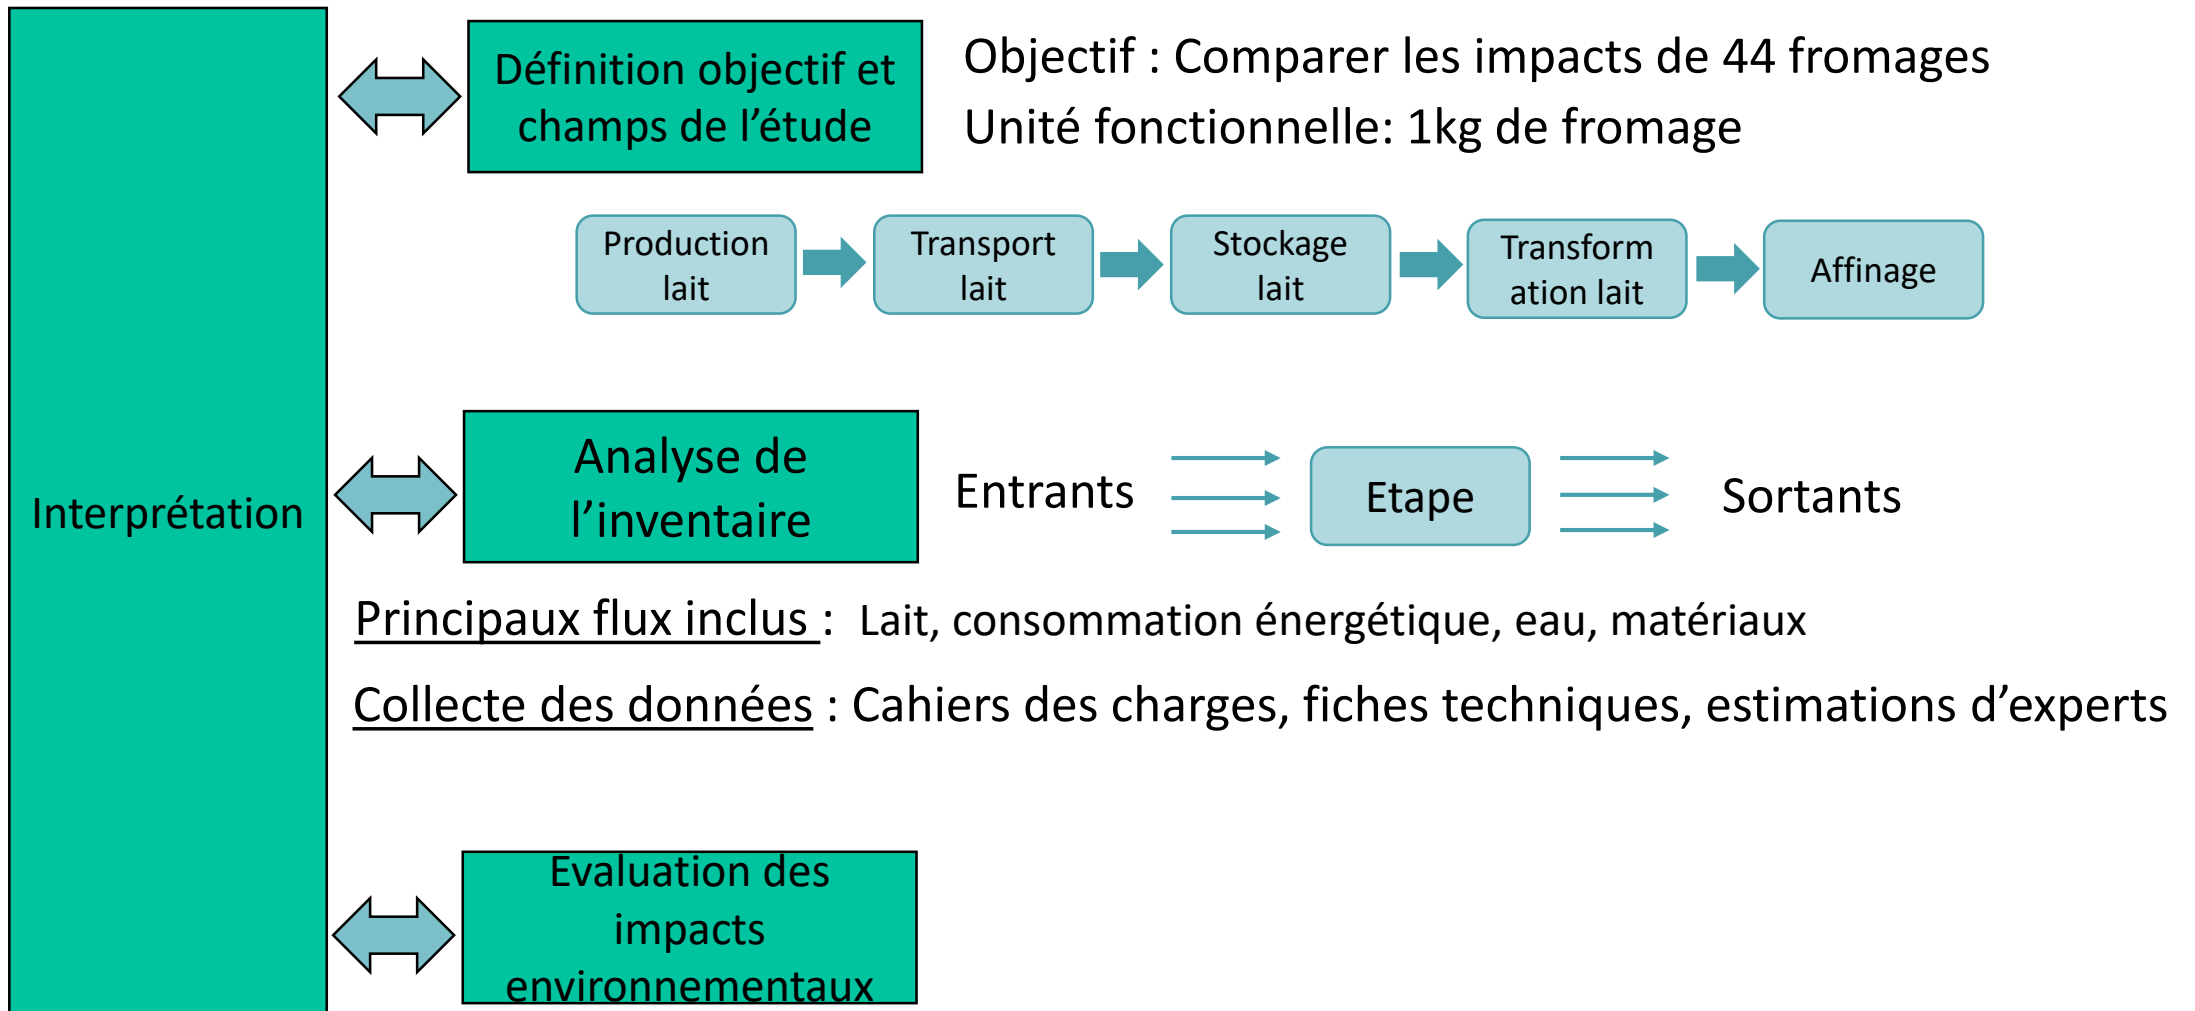 Définition objectif et
champs de l’étude
Objectif : Comparer les impacts de 44 fromages
Unité fonctionnelle: 1kg de fromage
Production
lait
Transport
lait
Stockage
lait
Transform
ation lait
Affinage
Interprétation
Analyse de
l’inventaire
Entrants
Etape
Sortants
Principaux flux inclus : Lait, consommation énergétique, eau, matériaux
Collecte des données : Cahiers des charges, fiches techniques, estimations d’experts
Evaluation des
impacts
environnementaux